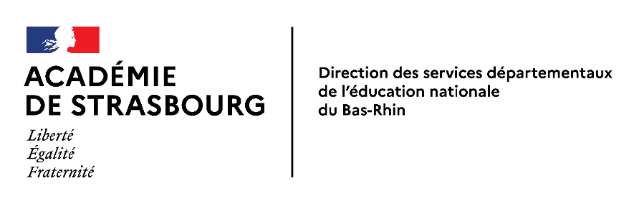 ACADÉMIE
DE STRASBOURG
Liberté
Égalité
Fraternité
Direction des services départementaux
de l'éducation nationale
du Bas-Rhin